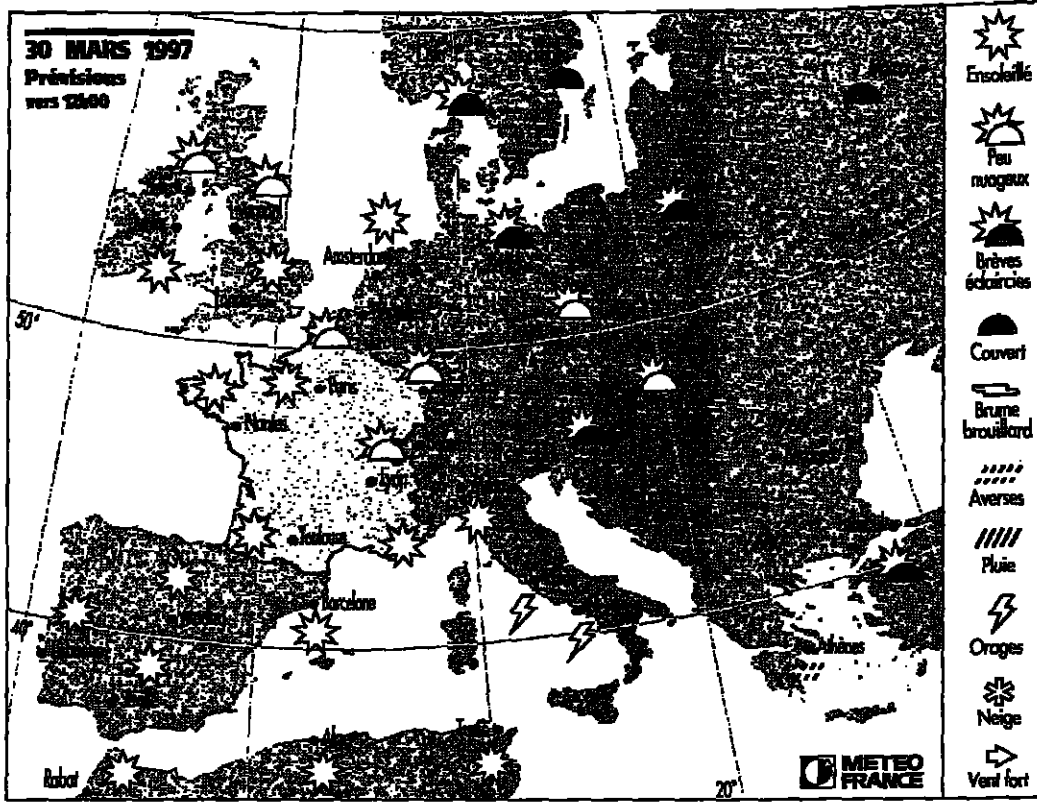 30 MARS 1997
Prévisions
vers 12h00
Amsterdam
50°
Paris
Nantes
Lyon
Toulouse
Barcelone
40°
Athènes
Rabat
20°
METEO
FRANCE
Ensoleillé
Peu
nuageux
Brèves
éclaircies
Couvert
Brume
brouillard
Averses
Pluie
Orages
Neige
Vent fort